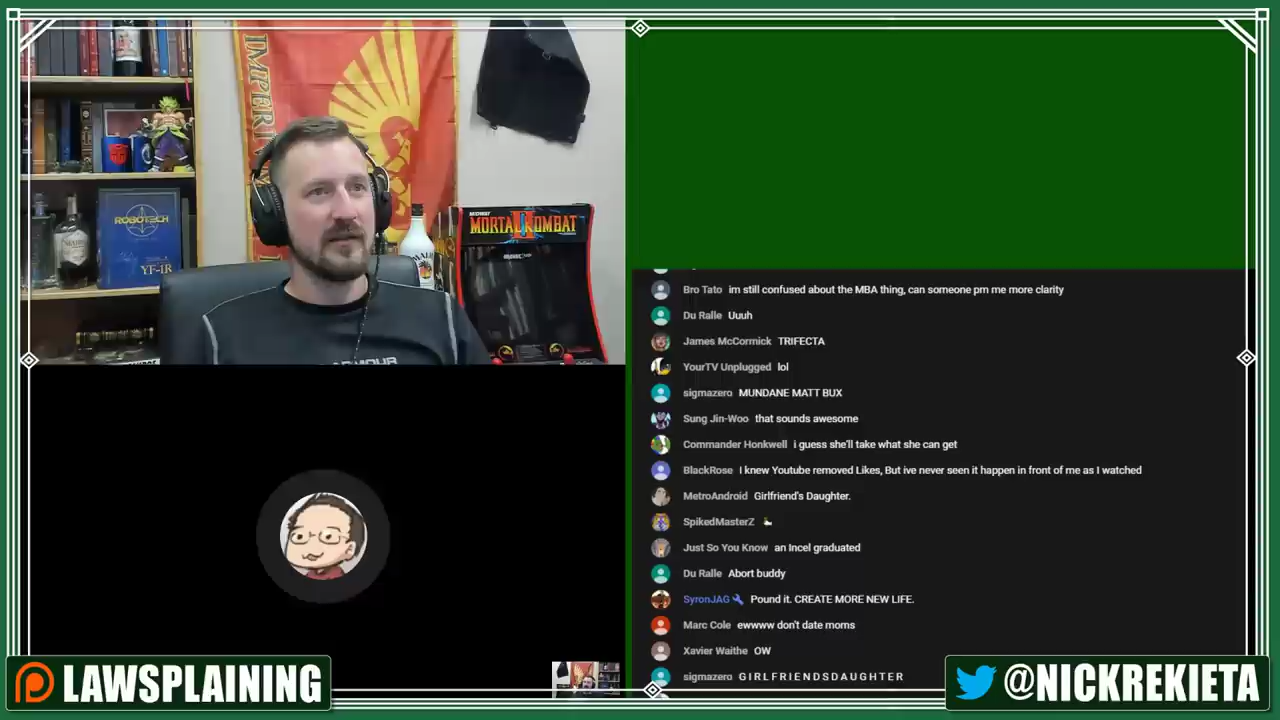 IMPERI
ROBOTECH
YF-1R
MALIBU
MIDWAY
MORTAL KOMBAT
II
ARMOUR
Bro Tato im still confused about the MBA thing, can someone pm me more clarity
Du Ralle Uuuh
James McCormick TRIFECTA
YourTV Unplugged lol
sigmazero MUNDANE MATT BUX
Sung Jin-Woo that sounds awesome
Commander Honkwell i guess she'll take what she can get
BlackRose I knew Youtube removed Likes, But ive never seen it happen in front of me as I watched
MetroAndroid Girlfriend's Daughter.
SpikedMasterZ
Just So You Know an Incel graduated
Du Ralle Abort buddy
SyronJAG Pound it. CREATE MORE NEW LIFE.
Marc Cole ewwww don't date moms
Xavier Waithe OW
sigmazero G I R L F R I E N D S D A U G H T E R
LAWSPLAINING
@NICKREKIETA